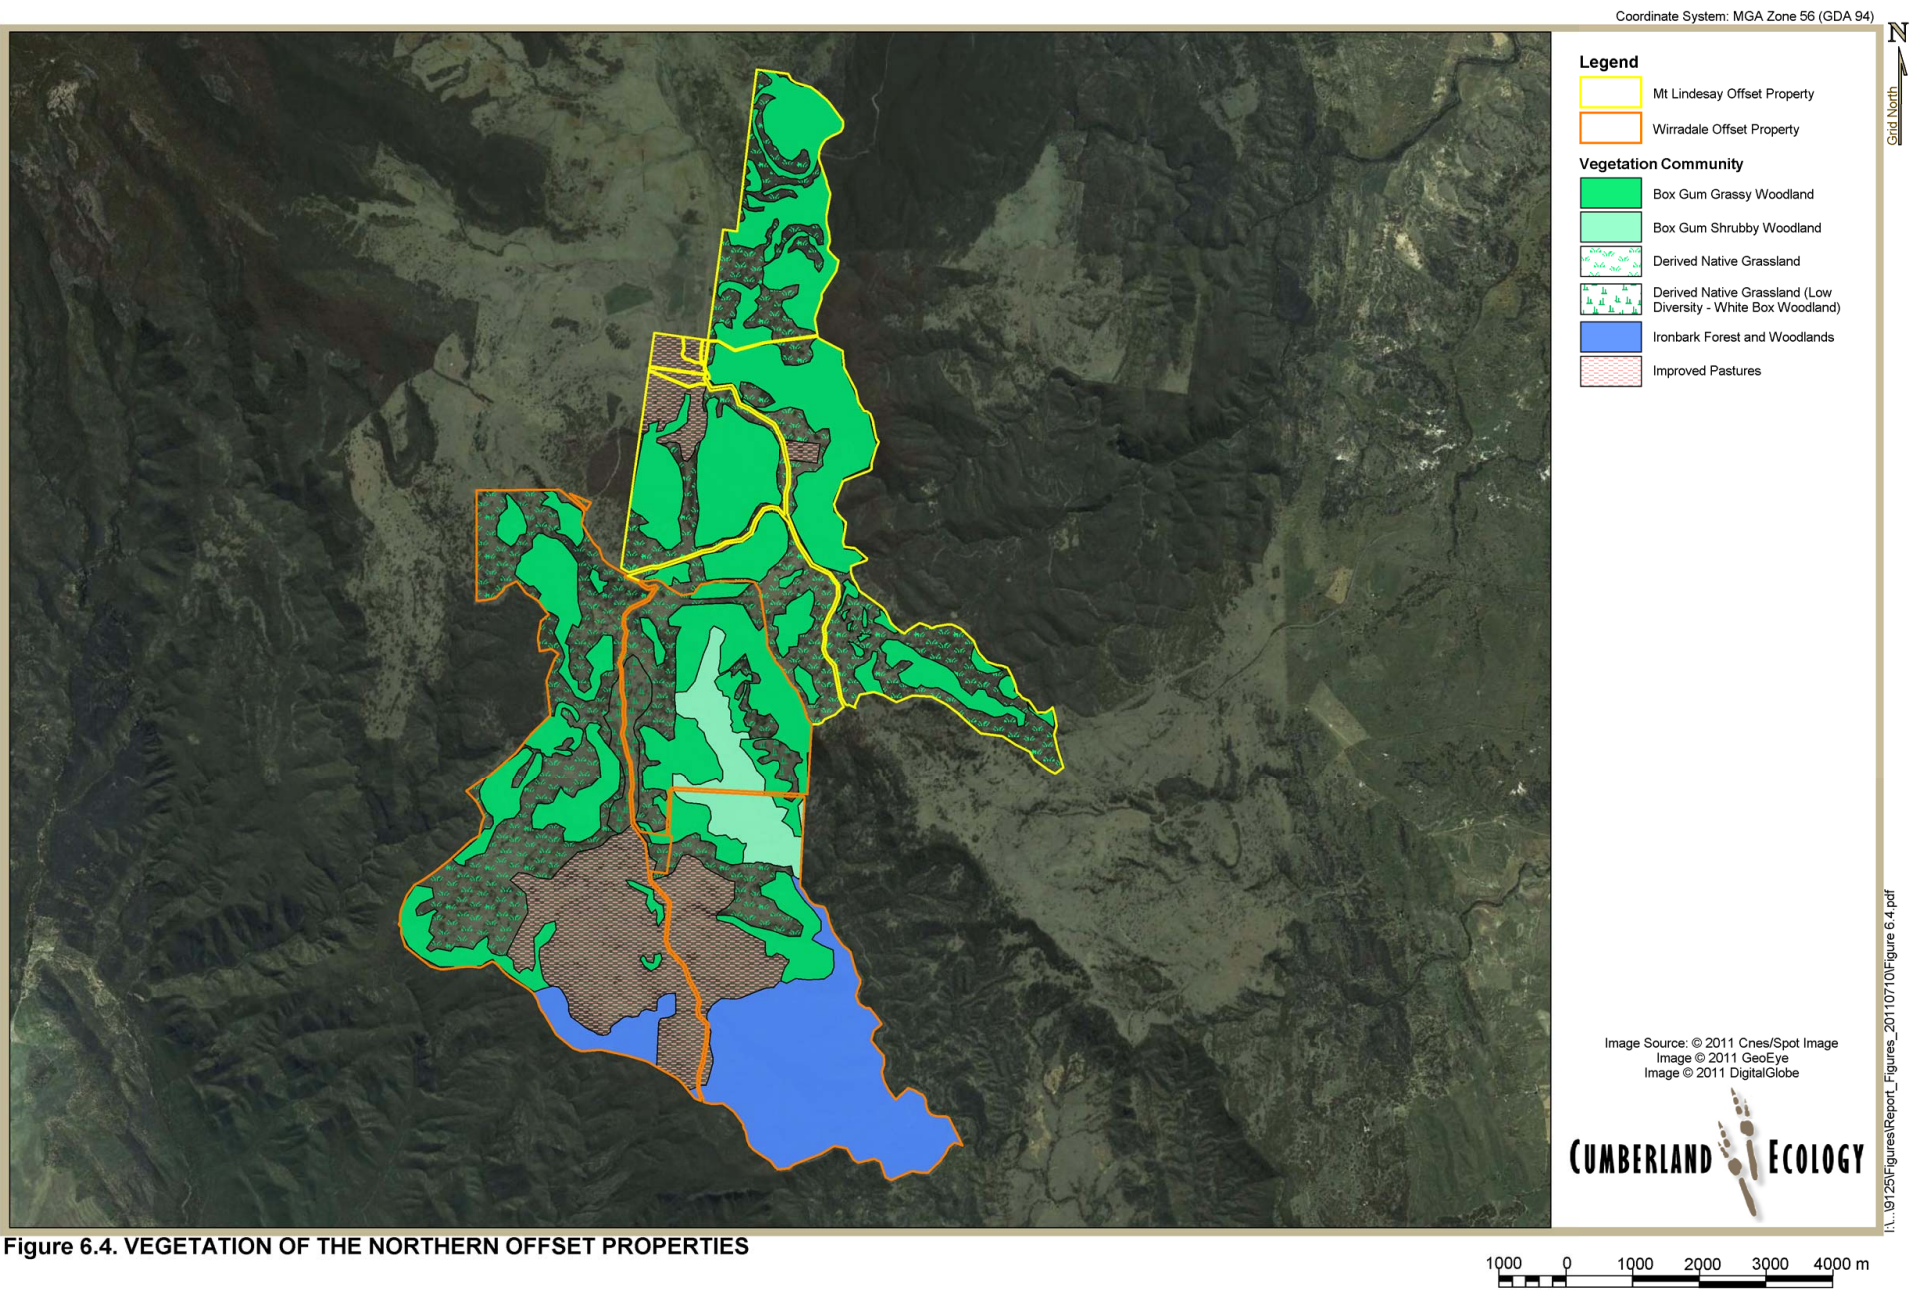 Coordinate System: MGA Zone 56 (GDA 94)
N
Grid North
Legend
Mt Lindesay Offset Property
Wirradale Offset Property
Vegetation Community
Box Gum Grassy Woodland
Box Gum Shrubby Woodland
Derived Native Grassland
Derived Native Grassland (Low
Diversity - White Box Woodland)
Ironbark Forest and Woodlands
Improved Pastures
Image Source: © 2011 Cnes/Spot Image
Image © 2011 GeoEye
Image © 2011 DigitalGlobe
CUMBERLAND ECOLOGY
I:\...\9125\Figures\Report_Figures_20110710\Figure 6.4.pdf
Figure 6.4. VEGETATION OF THE NORTHERN OFFSET PROPERTIES
1000 0 1000 2000 3000 4000 m